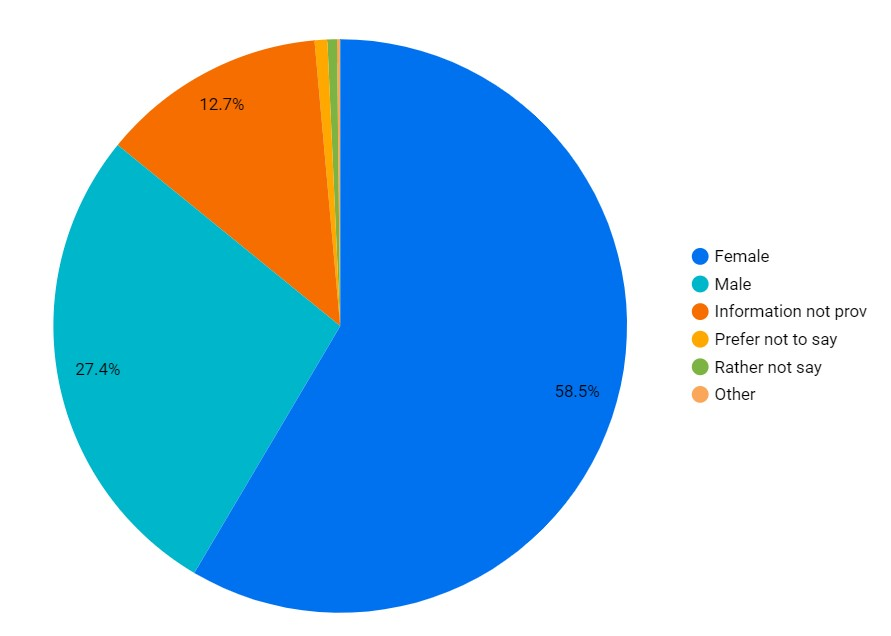 12.7%
27.4%
58.5%
Female
Male
Information not prov
Prefer not to say
Rather not say
Other